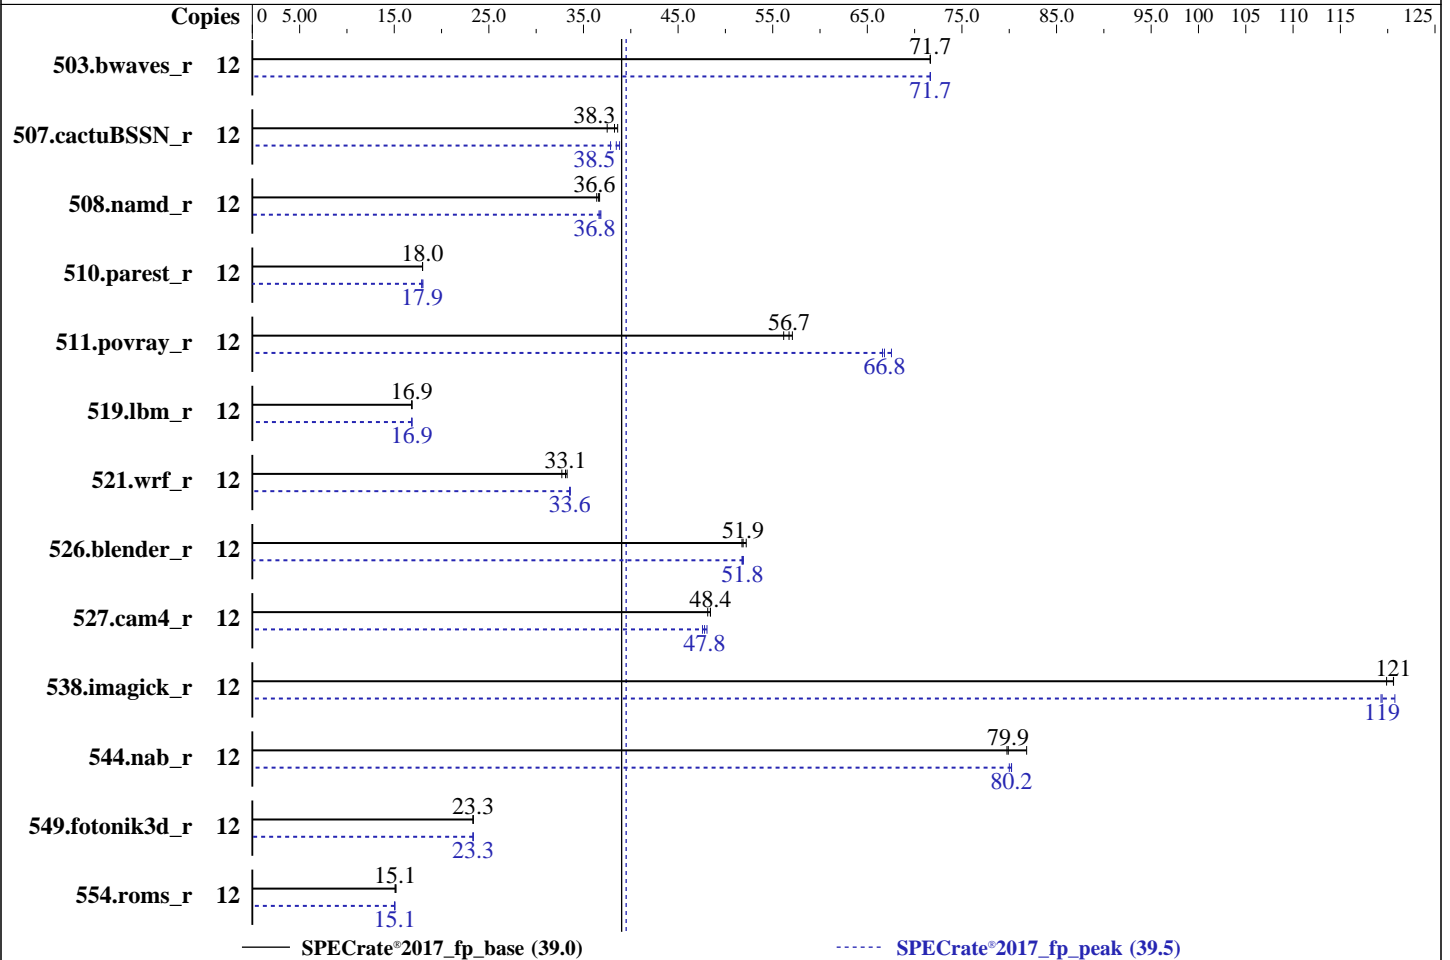 Copies 0 5.00 15.0 25.0 35.0 45.0 55.0 65.0 75.0 85.0 95.0 100 105 110 115 125
503.bwaves_r 12 71.7
71.7
507.cactuBSSN_r 12 38.3
38.5
508.namd_r 12 36.6
36.8
510.parest_r 12 18.0
17.9
511.povray_r 12 56.7
66.8
519.lbm_r 12 16.9
16.9
521.wrf_r 12 33.1
33.6
526.blender_r 12 51.9
51.8
527.cam4_r 12 48.4
47.8
538.imagick_r 12 121
119
544.nab_r 12 79.9
80.2
549.fotonik3d_r 12 23.3
23.3
554.roms_r 12 15.1
15.1
SPECrate®2017_fp_base (39.0) SPECrate®2017_fp_peak (39.5)